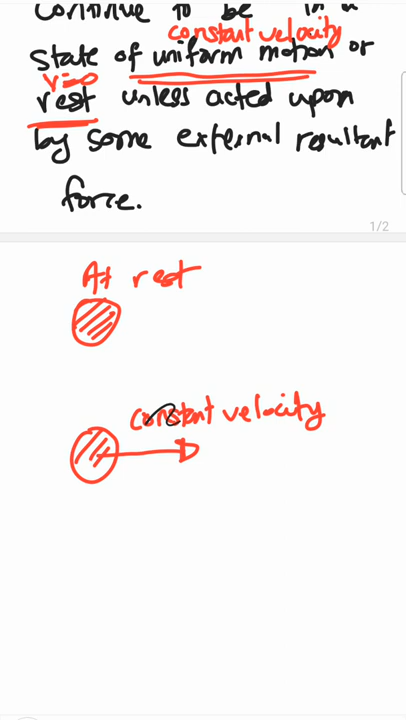 continue to be in a
constant velocity
state of uniform motion or
v=0
rest unless acted upon
by some external resultant
force.
1/2
At rest
constant velocity